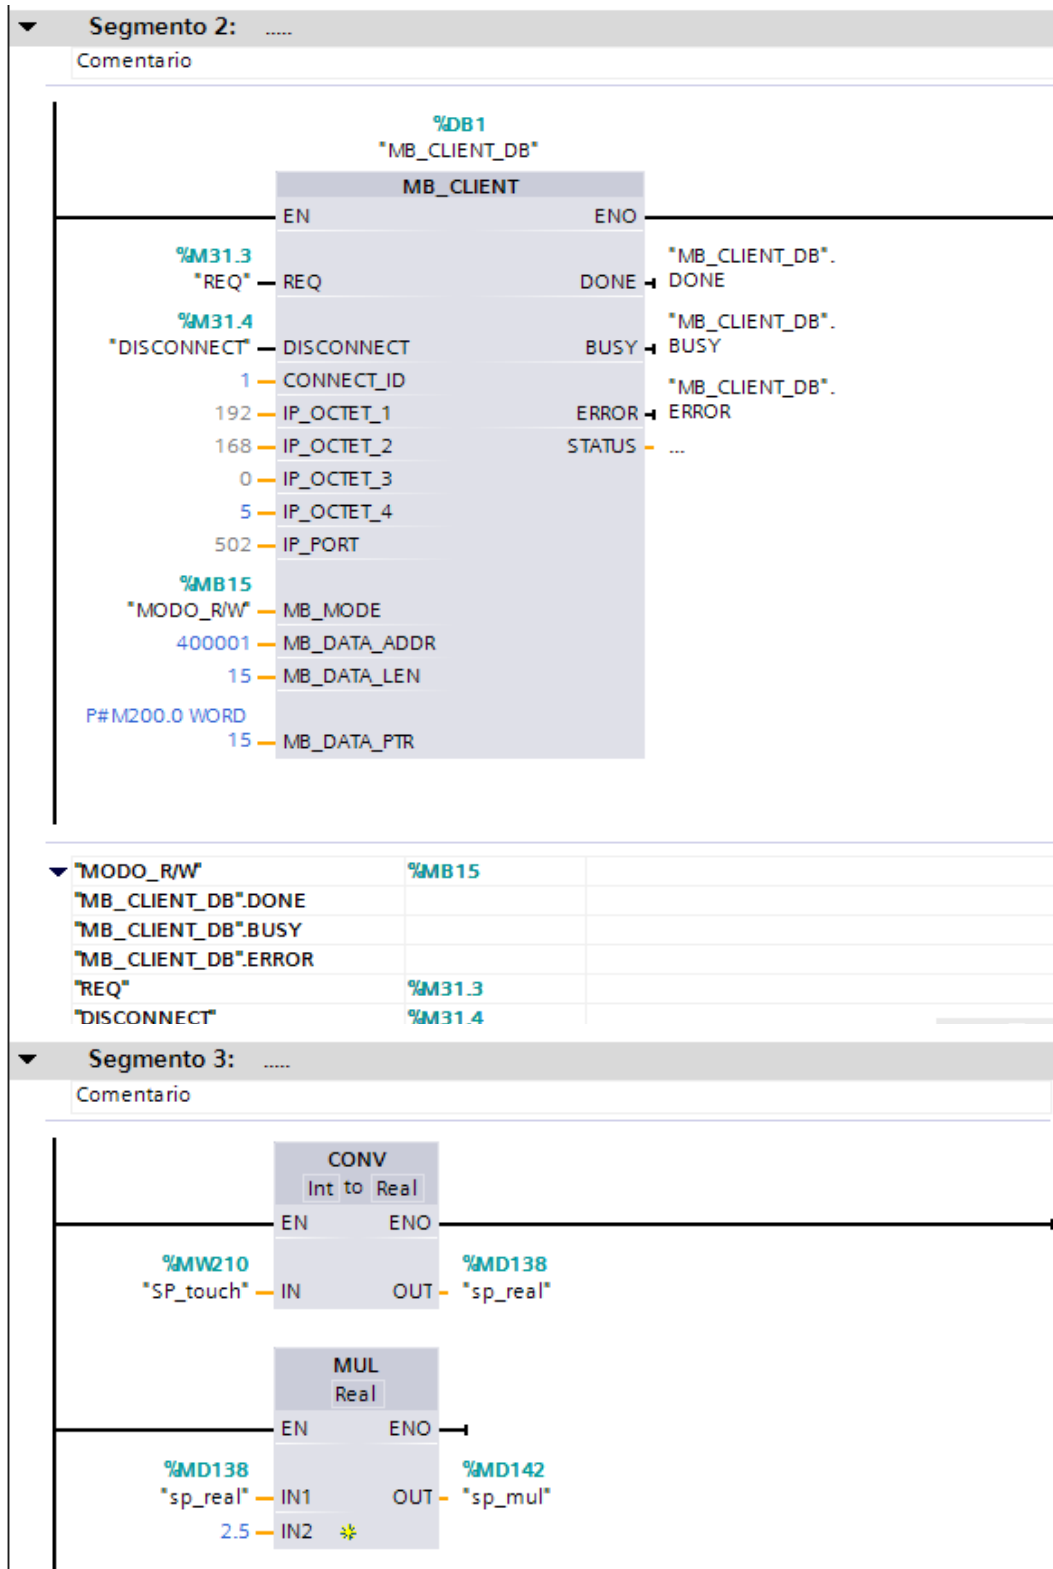 Segmento 2: .....
Comentario
%DB1
"MB_CLIENT_DB"
MB_CLIENT
EN ENO
%M31.3 "MB_CLIENT_DB".
"REQ" REQ DONE DONE
%M31.4 "MB_CLIENT_DB".
"DISCONNECT" DISCONNECT BUSY BUSY
1 CONNECT_ID "MB_CLIENT_DB".
192 IP_OCTET_1 ERROR ERROR
168 IP_OCTET_2 STATUS ...
0 IP_OCTET_3
5 IP_OCTET_4
502 IP_PORT
%MB15
"MODO_R/W" MB_MODE
400001 MB_DATA_ADDR
15 MB_DATA_LEN
P#M200.0 WORD
15 MB_DATA_PTR
"MODO_R/W" %MB15
"MB_CLIENT_DB".DONE
"MB_CLIENT_DB".BUSY
"MB_CLIENT_DB".ERROR
"REQ" %M31.3
"DISCONNECT" %M31.4
Segmento 3: .....
Comentario
CONV
Int to Real
EN ENO
%MW210 %MD138
"SP_touch" IN OUT "sp_real"
MUL
Real
EN ENO
%MD138 %MD142
"sp_real" IN1 OUT "sp_mul"
2.5 IN2